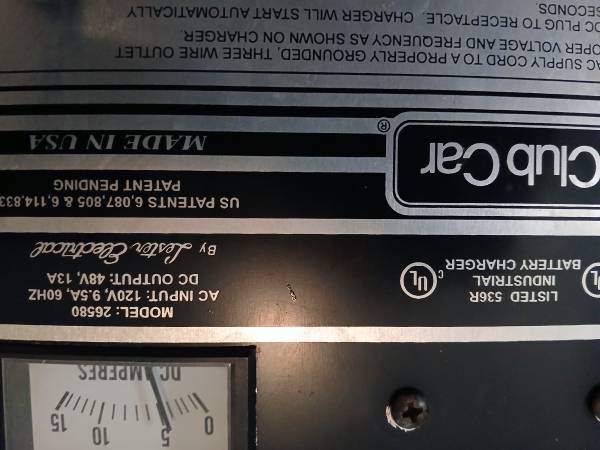 0 5 10 15
DC AMPERES
UL
LISTED 536R
INDUSTRIAL
BATTERY CHARGER
c UL
MODEL: 26580
AC INPUT: 120V, 9.5A, 60HZ
DC OUTPUT: 48V, 13A
By Lester Electrical
Club Car®
US PATENTS 6,087,805 & 6,114,833
PATENT PENDING
MADE IN USA
AC SUPPLY CORD TO A PROPERLY GROUNDED, THREE WIRE OUTLET
VOLTAGE AND FREQUENCY AS SHOWN ON CHARGER.
DC PLUG TO RECEPTACLE. CHARGER WILL START AUTOMATICALLY
SECONDS.